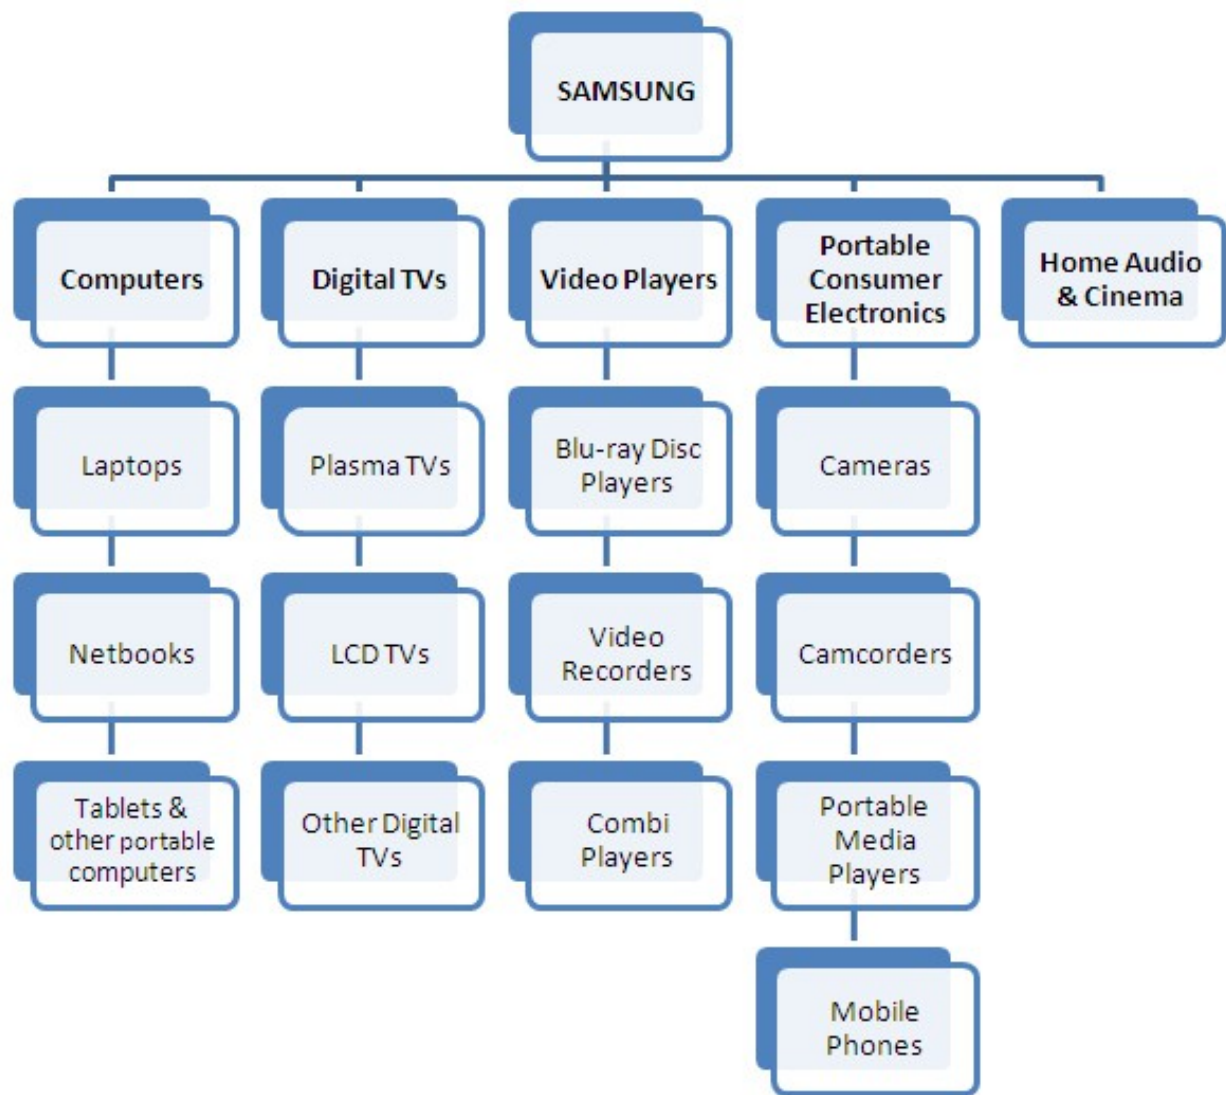 SAMSUNG
Computers
Digital TVs
Video Players
Portable
Consumer
Electronics
Home Audio
& Cinema
Laptops
Plasma TVs
Blu-ray Disc
Players
Cameras
Netbooks
LCD TVs
Video
Recorders
Camcorders
Tablets &
other portable
computers
Other Digital
TVs
Combi
Players
Portable
Media
Players
Mobile
Phones